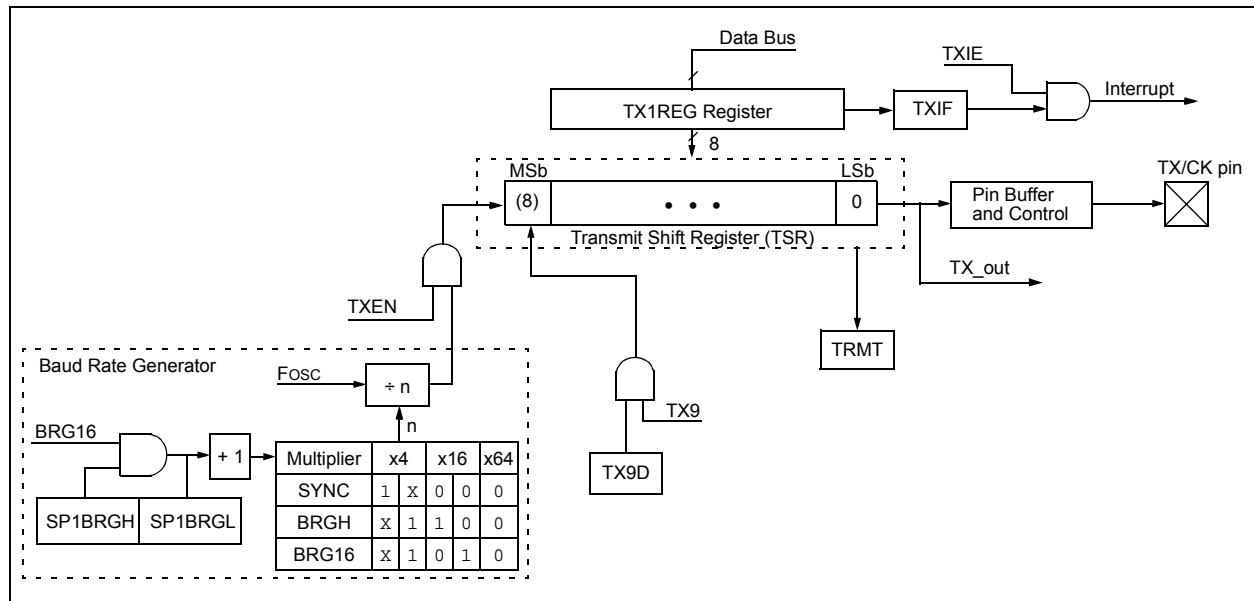 Data Bus
TXIE
Interrupt
TX1REG Register
TXIF
8
MSb
LSb
TX/CK pin
(8)
• • •
0
Pin Buffer
and Control
Transmit Shift Register (TSR)
TX_out
TXEN
TRMT
Baud Rate Generator
FOSC
÷ n
TX9
n
BRG16
+ 1
Multiplier x4 x16 x64
TX9D
SYNC 1 X 0 0 0
SP1BRGH SP1BRGL
BRGH X 1 1 0 0
BRG16 X 1 0 1 0